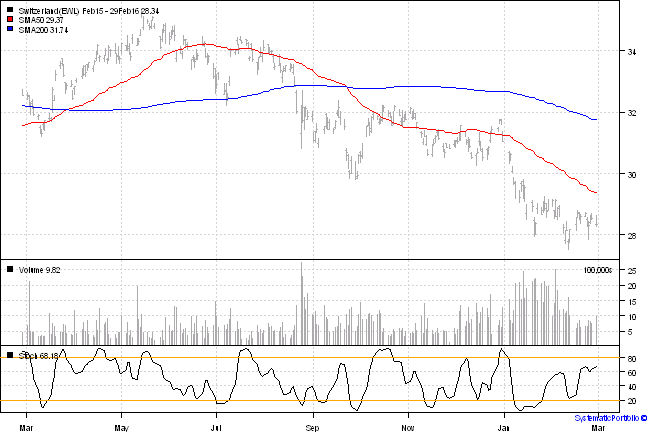 Switzerland(EWL) Feb15 - 29Feb16 28.34
SMA50 29.37
SMA200 31.74
34
32
30
28
Volume 9.82
100,000s
25
20
15
10
5
Stoch 68.18
80
60
40
20
Mar May Jul Sep Nov Jan Mar
SystematicPortfolio ©